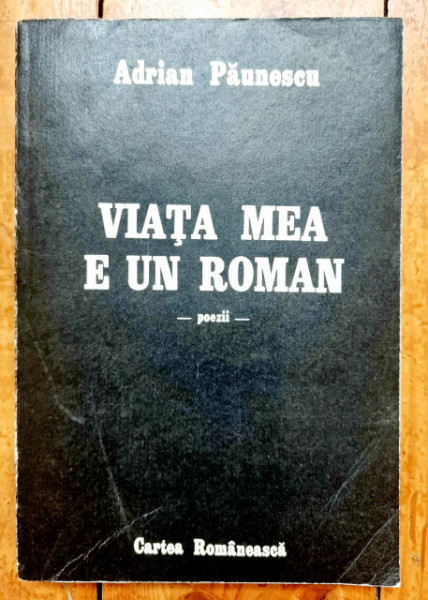 Adrian Păunescu
VIAŢA MEA
E UN ROMAN
— poezii —
Cartea Românească